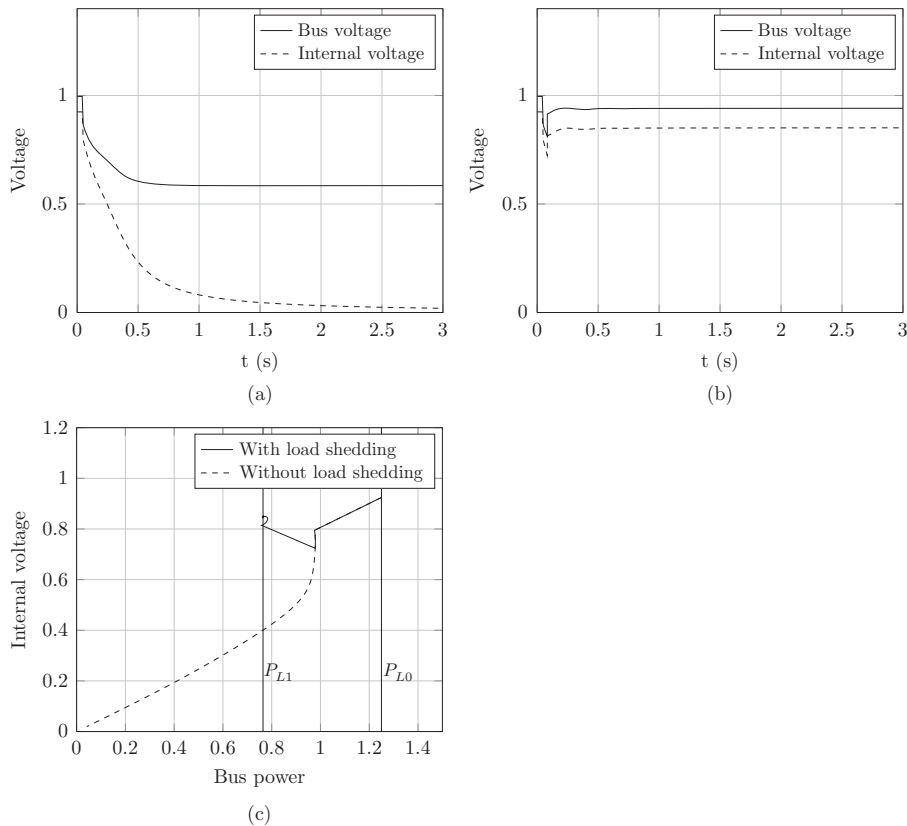 Bus voltage
Internal voltage
1
0.5
0
Voltage
0 0.5 1 1.5 2 2.5 3
t (s)
(a)
Bus voltage
Internal voltage
1
0.5
0
Voltage
0 0.5 1 1.5 2 2.5 3
t (s)
(b)
With load shedding
Without load shedding
1.2
1
0.8
0.6
0.4
0.2
0
Internal voltage
P_{L1}
P_{L0}
0 0.2 0.4 0.6 0.8 1 1.2 1.4
Bus power
(c)